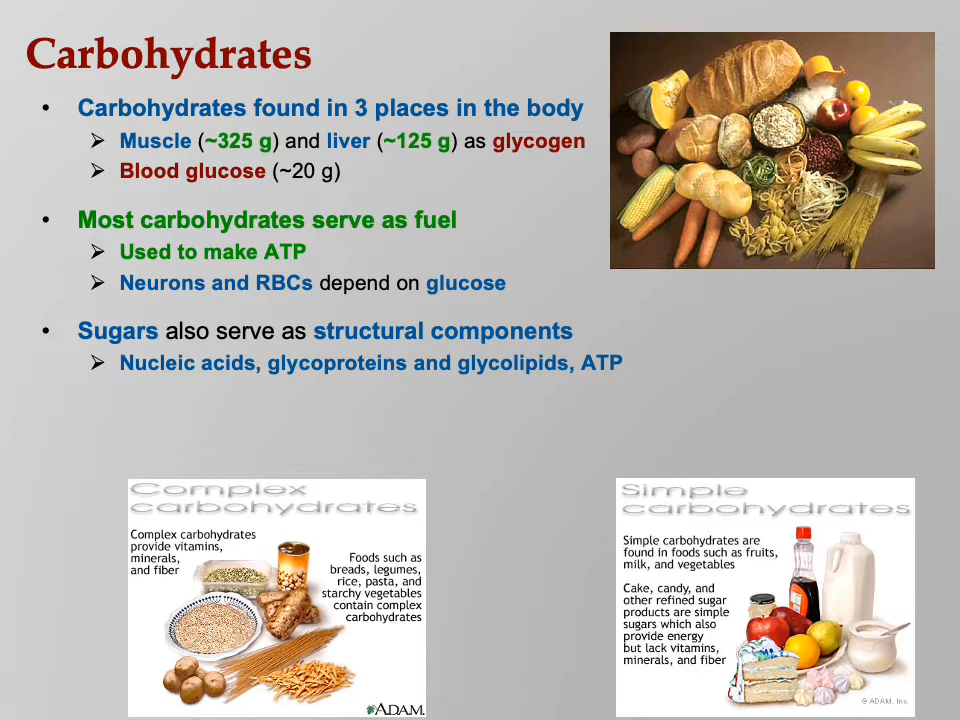 Carbohydrates
• Carbohydrates found in 3 places in the body
➢ Muscle (~325 g) and liver (~125 g) as glycogen
➢ Blood glucose (~20 g)
• Most carbohydrates serve as fuel
➢ Used to make ATP
➢ Neurons and RBCs depend on glucose
• Sugars also serve as structural components
➢ Nucleic acids, glycoproteins and glycolipids, ATP
Complex
carbohydrates
Complex carbohydrates
provide vitamins,
minerals,
and fiber
Foods such as
breads, legumes,
rice, pasta, and
starchy vegetables
contain complex
carbohydrates
ADAM.
Simple
carbohydrates
Simple carbohydrates are
found in foods such as fruits,
milk, and vegetables
Cake, candy, and
other refined sugar
products are simple
sugars which also
provide energy
but lack vitamins,
minerals, and fiber
© ADAM, Inc.